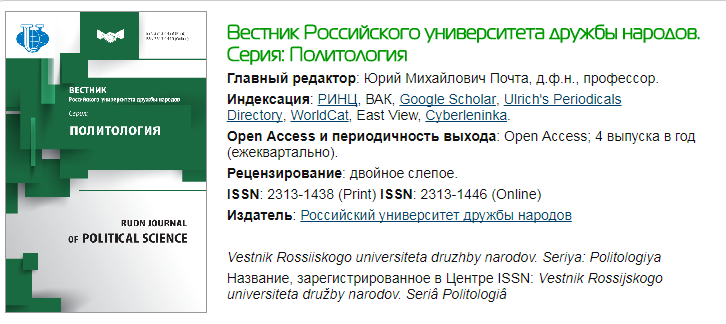 ВЕСТНИК
Российского университета дружбы народов
Серия:
ПОЛИТОЛОГИЯ
RUDN JOURNAL
OF POLITICAL SCIENCE
Вестник Российского университета дружбы народов.
Серия: Политология
Главный редактор: Юрий Михайлович Почта, д.ф.н., профессор.
Индексация: РИНЦ, ВАК, Google Scholar, Ulrich's Periodicals
Directory, WorldCat, East View, Cyberleninka.
Open Access и периодичность выхода: Open Access; 4 выпуска в год
(ежеквартально).
Рецензирование: двойное слепое.
ISSN: 2313-1438 (Print) ISSN: 2313-1446 (Online)
Издатель: Российский университет дружбы народов
Vestnik Rossiiskogo universiteta druzhby narodov. Seriya: Politologiya
Название, зарегистрированное в Центре ISSN: Vestnik Rossijskogo
universiteta družby narodov. Seriâ Politologiâ